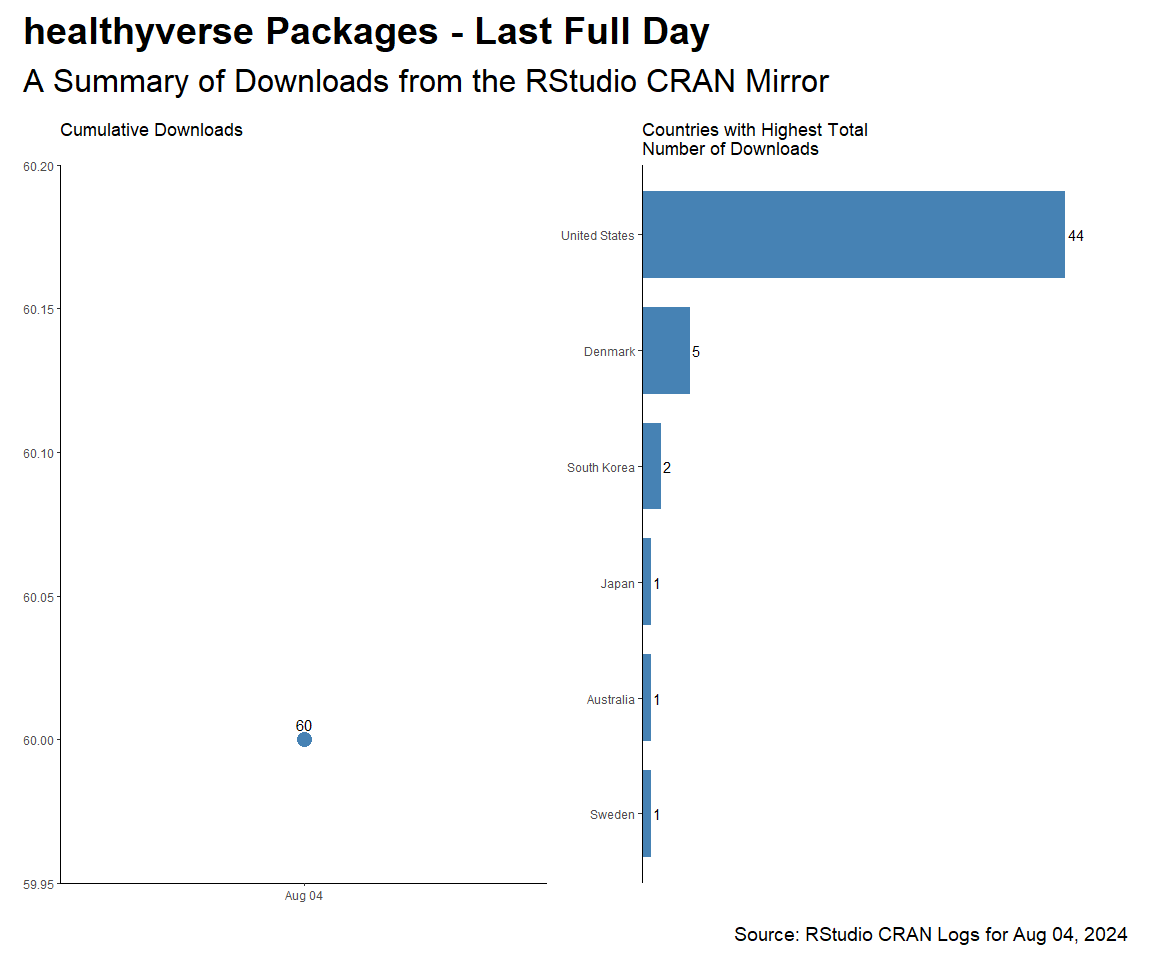 healthyverse Packages - Last Full Day
A Summary of Downloads from the RStudio CRAN Mirror
Cumulative Downloads
60.20
60.15
60.10
60.05
60.00
59.95
60
Aug 04
Countries with Highest Total
Number of Downloads
United States 44
Denmark 5
South Korea 2
Japan 1
Australia 1
Sweden 1
Source: RStudio CRAN Logs for Aug 04, 2024